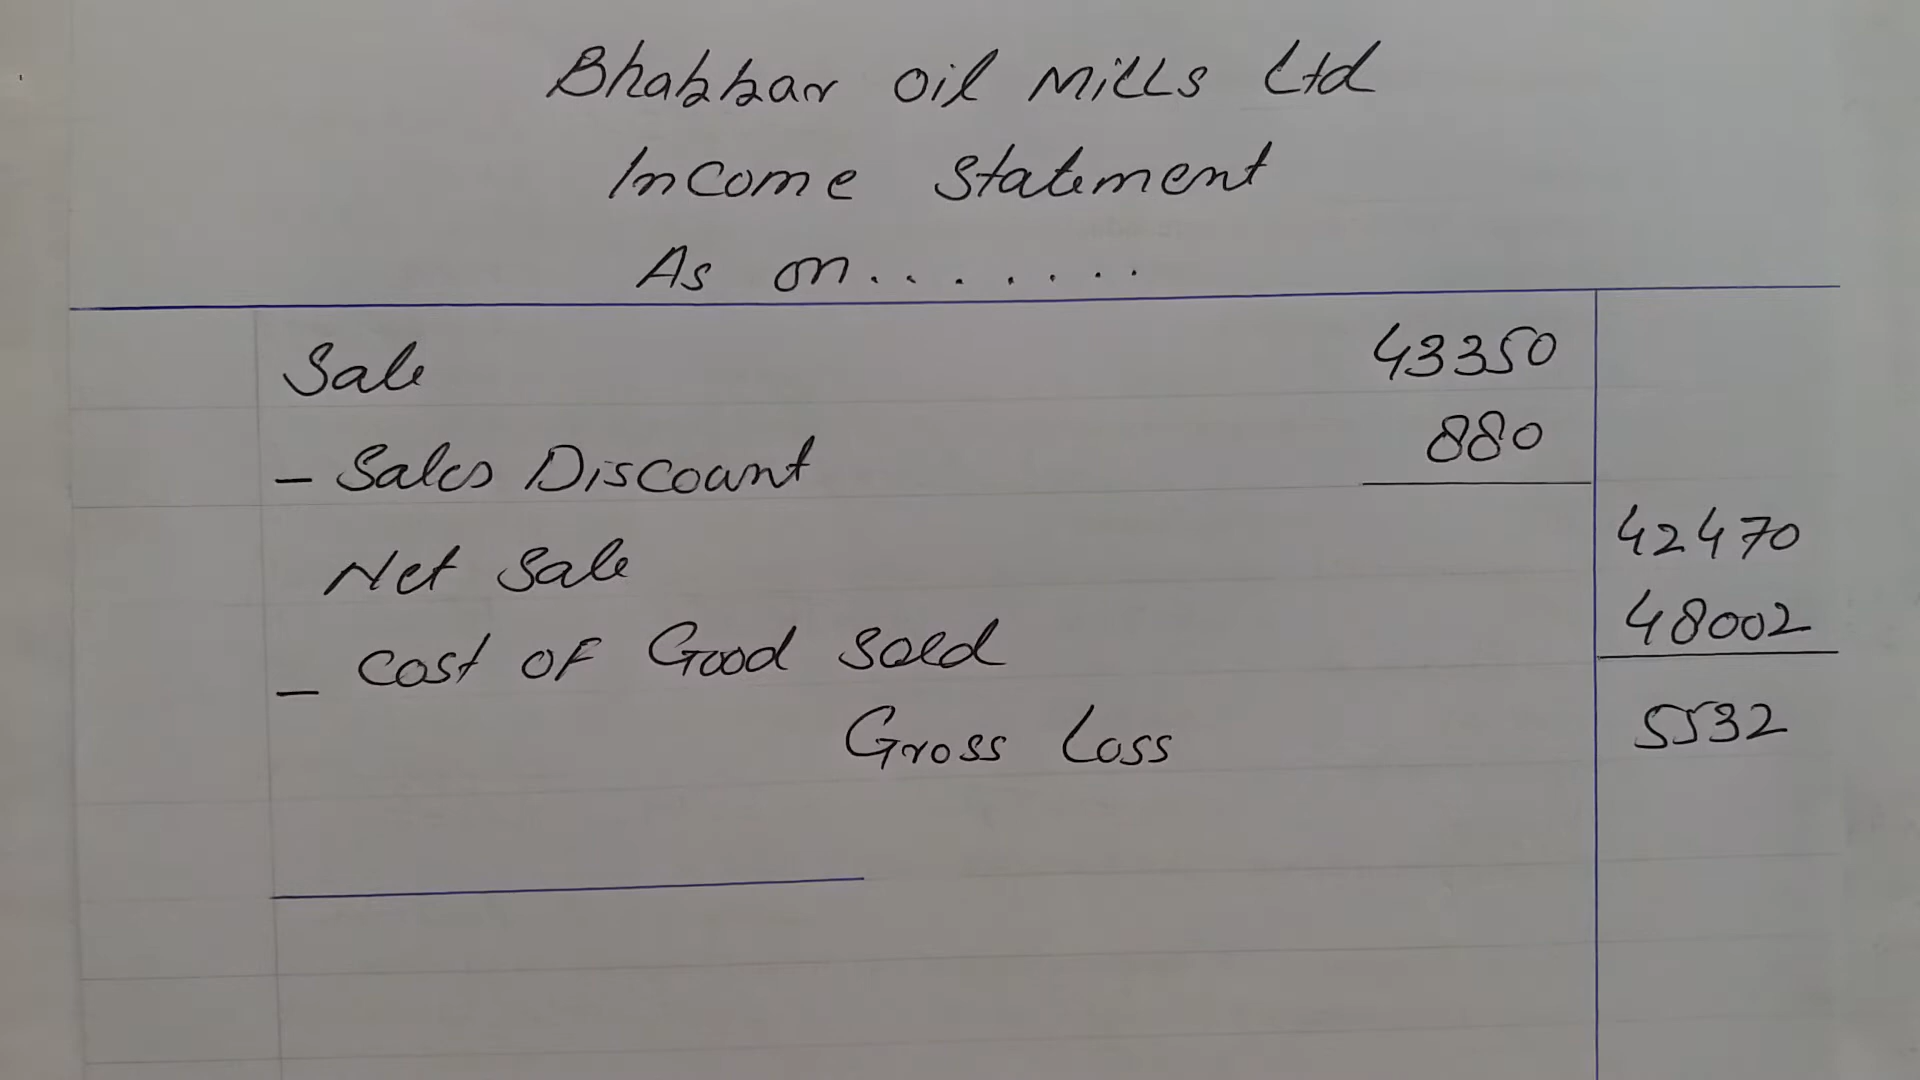 Bhabbar Oil Mills Ltd
Income Statement
As on.......
Sale 43350
- Sales Discount 880
Net Sale 42470
- Cost of Good Sold 48002
Gross Loss 5532